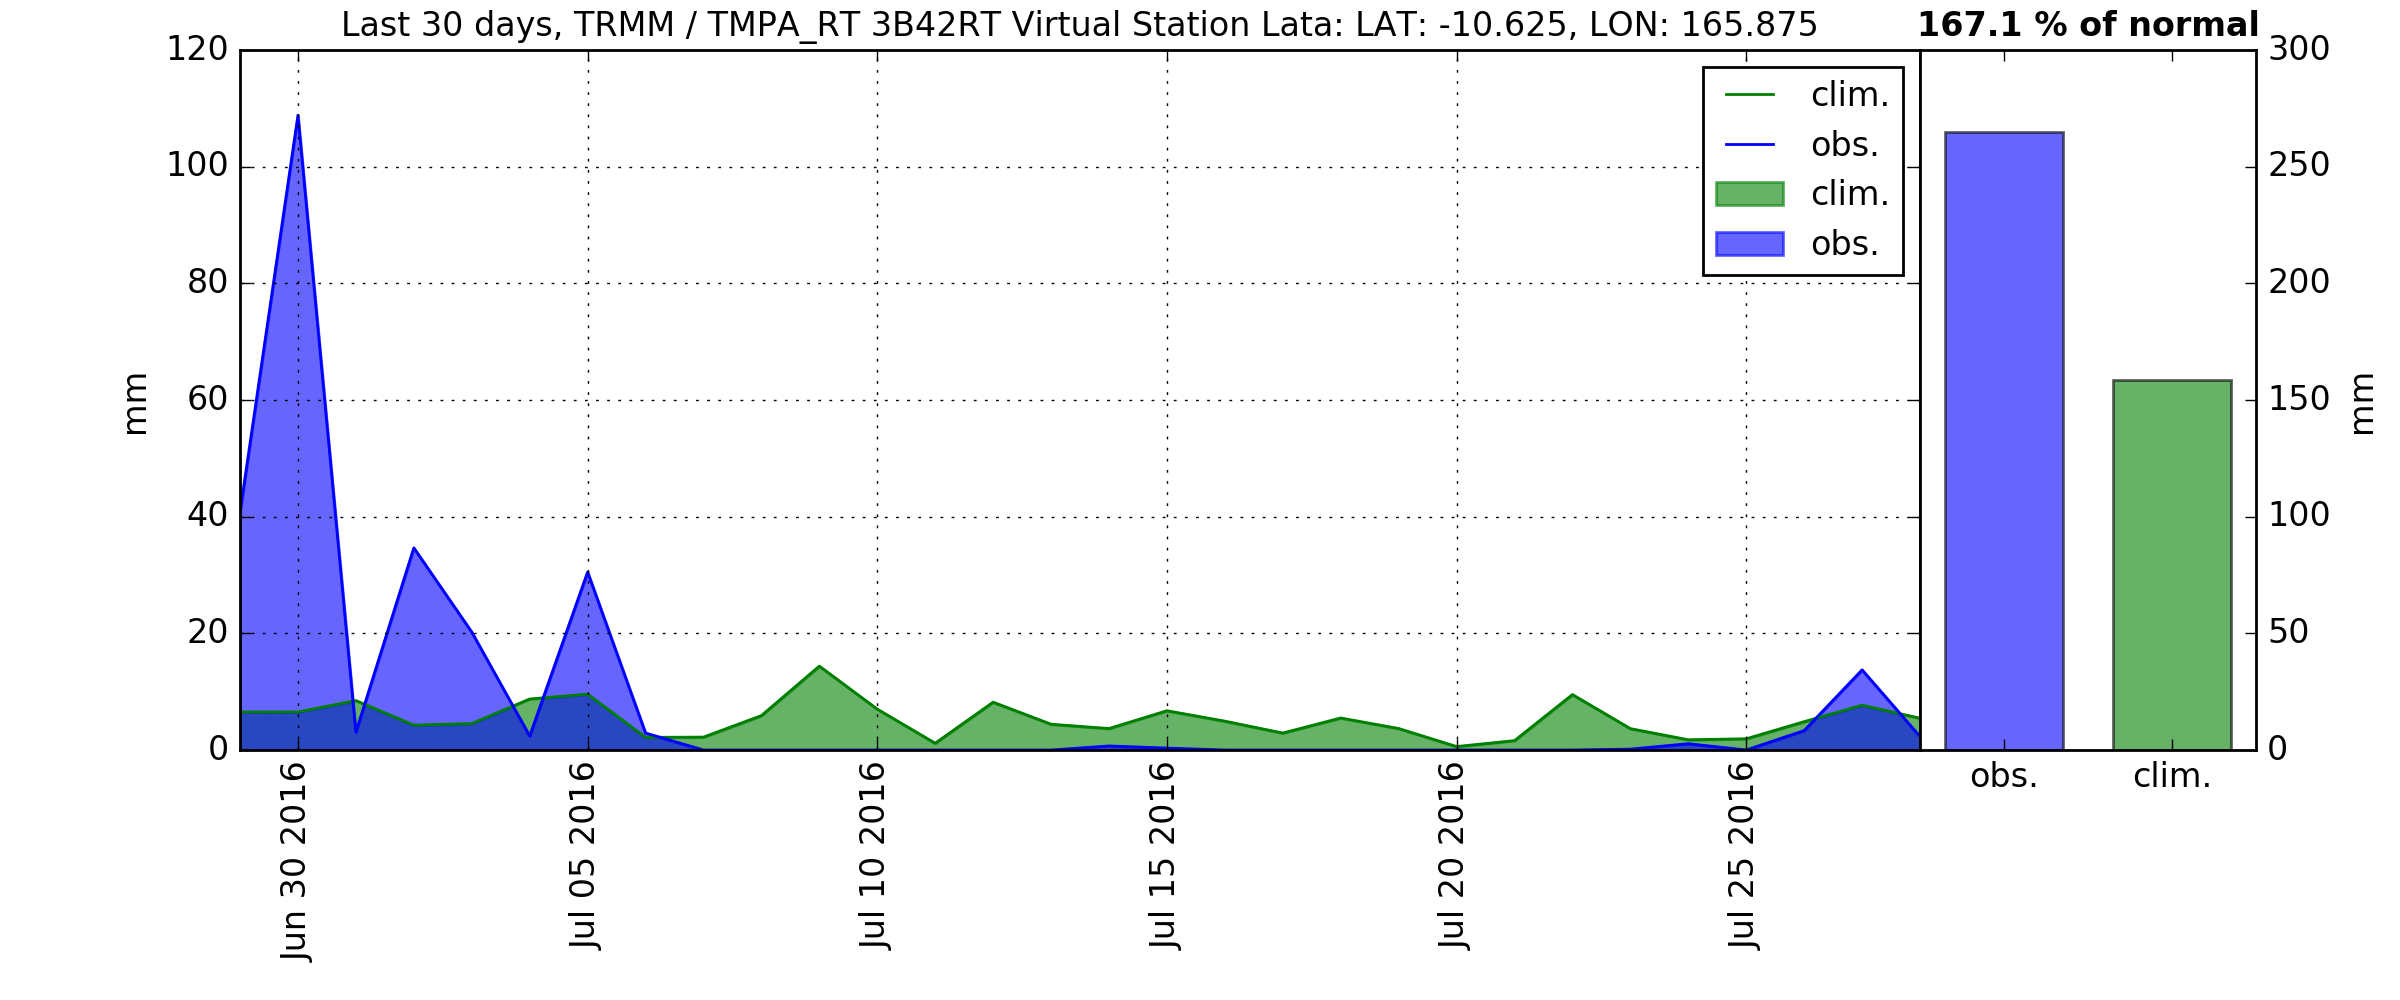 Last 30 days, TRMM / TMPA_RT 3B42RT Virtual Station Lata: LAT: -10.625, LON: 165.875
167.1 % of normal
120
100
80
60
40
20
0
mm
clim.
obs.
clim.
obs.
300
250
200
150
100
50
0
mm
obs.
clim.
Jun 30 2016
Jul 05 2016
Jul 10 2016
Jul 15 2016
Jul 20 2016
Jul 25 2016